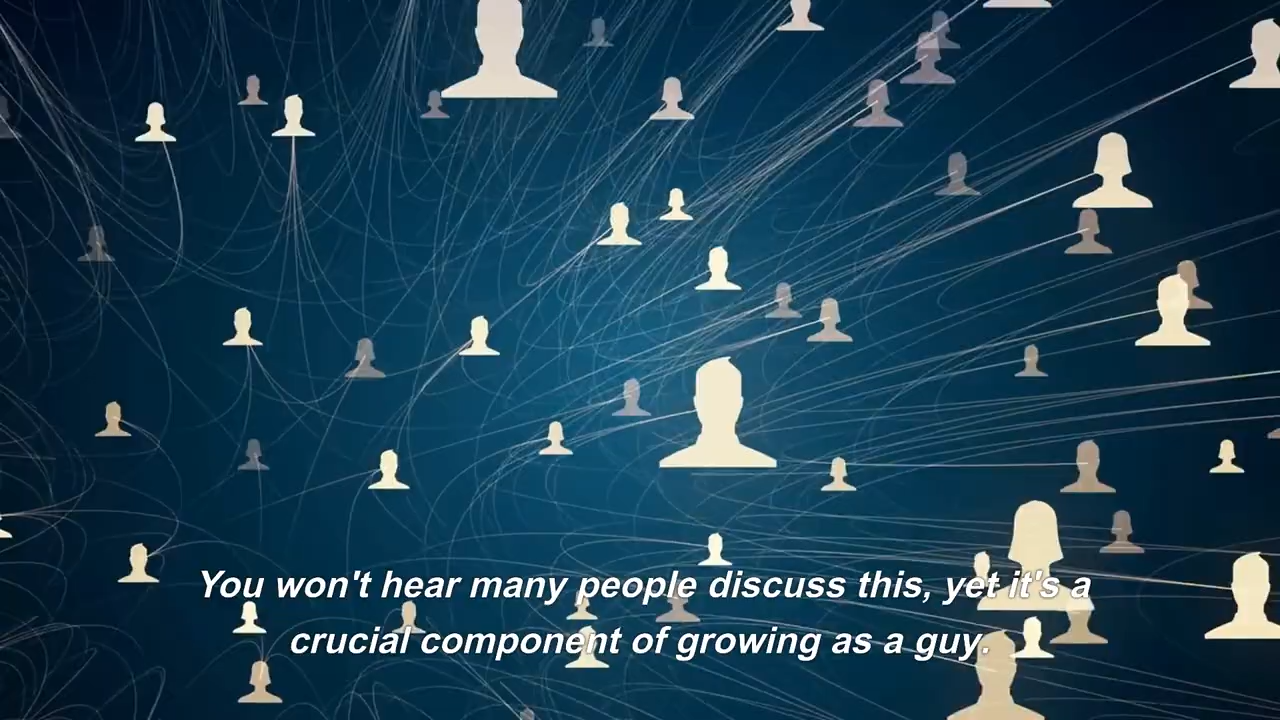 You won't hear many people discuss this, yet it's a
crucial component of growing as a guy.